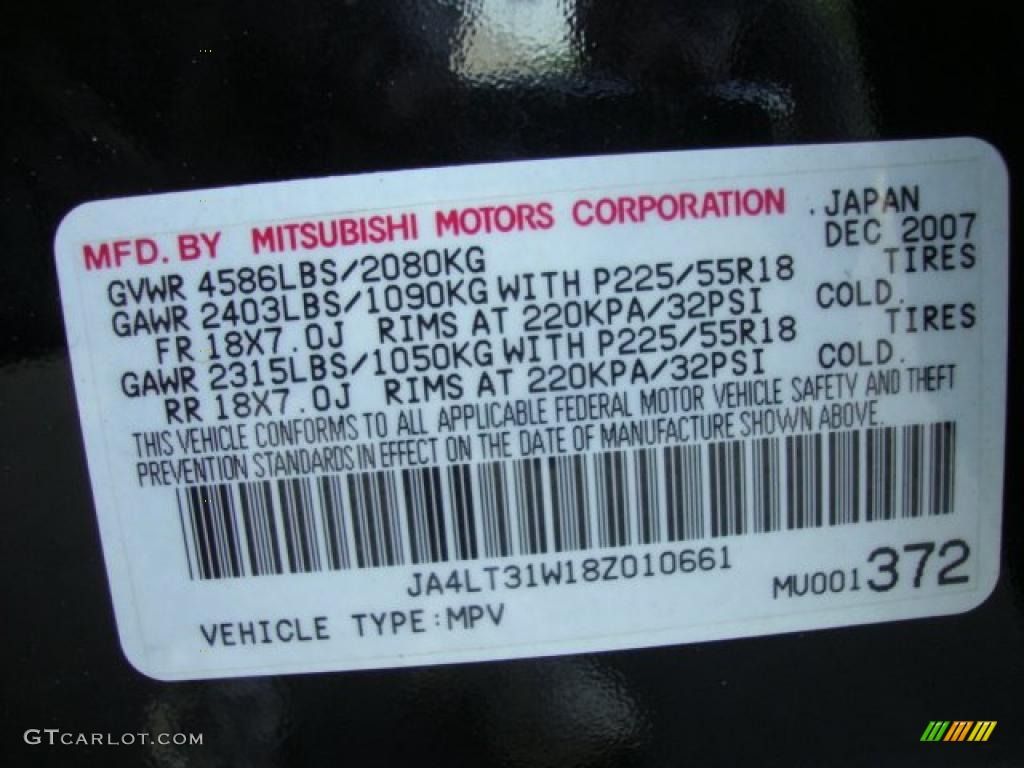 MFD. BY MITSUBISHI MOTORS CORPORATION . JAPAN
DEC 2007
GVWR 4586LBS/2080KG
GAWR 2403LBS/1090KG WITH P225/55R18 TIRES
FR 18X7.0J RIMS AT 220KPA/32PSI COLD.
GAWR 2315LBS/1050KG WITH P225/55R18 TIRES
RR 18X7.0J RIMS AT 220KPA/32PSI COLD.
THIS VEHICLE CONFORMS TO ALL APPLICABLE FEDERAL MOTOR VEHICLE SAFETY AND THEFT
PREVENTION STANDARDS IN EFFECT ON THE DATE OF MANUFACTURE SHOWN ABOVE.
JA4LT31W18Z010661
MU001372
VEHICLE TYPE:MPV
GTCARLOT.COM